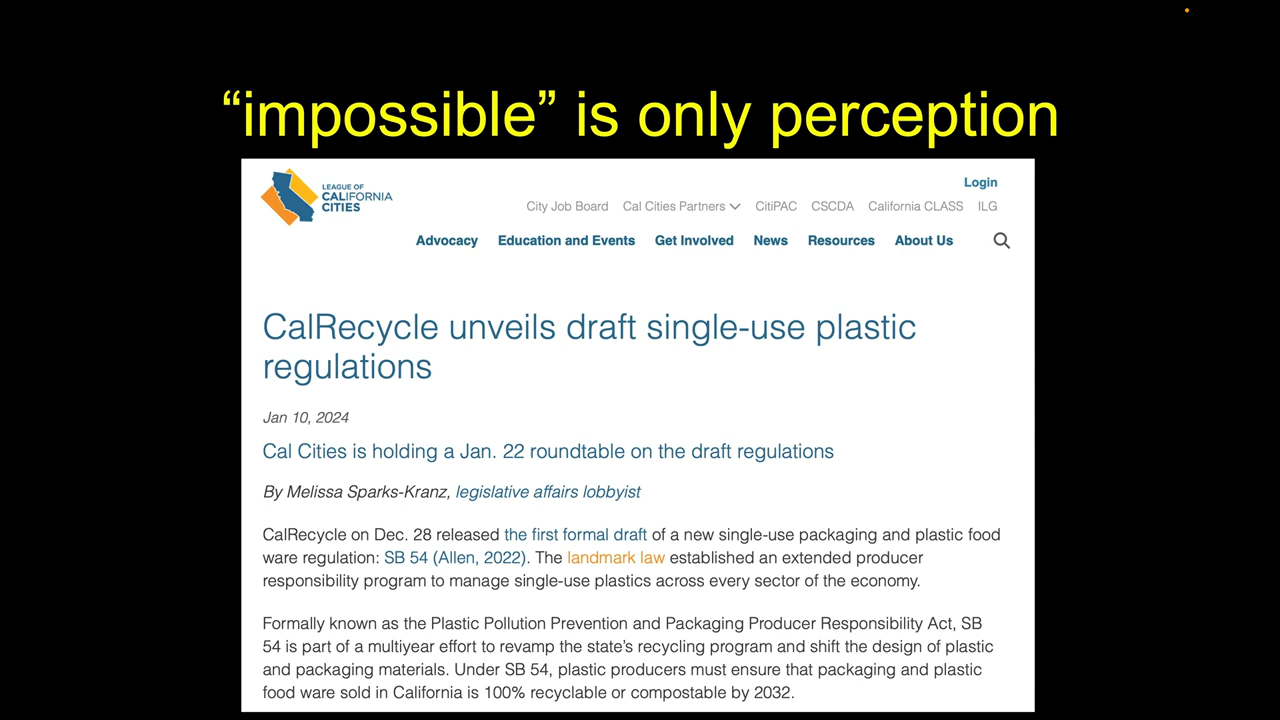 “impossible” is only perception
LEAGUE OF
CALIFORNIA
CITIES
Login
City Job Board Cal Cities Partners CitiPAC CSCDA California CLASS ILG
Advocacy Education and Events Get Involved News Resources About Us
CalRecycle unveils draft single-use plastic
regulations
Jan 10, 2024
Cal Cities is holding a Jan. 22 roundtable on the draft regulations
By Melissa Sparks-Kranz, legislative affairs lobbyist
CalRecycle on Dec. 28 released the first formal draft of a new single-use packaging and plastic food
ware regulation: SB 54 (Allen, 2022). The landmark law established an extended producer
responsibility program to manage single-use plastics across every sector of the economy.
Formally known as the Plastic Pollution Prevention and Packaging Producer Responsibility Act, SB
54 is part of a multiyear effort to revamp the state’s recycling program and shift the design of plastic
and packaging materials. Under SB 54, plastic producers must ensure that packaging and plastic
food ware sold in California is 100% recyclable or compostable by 2032.